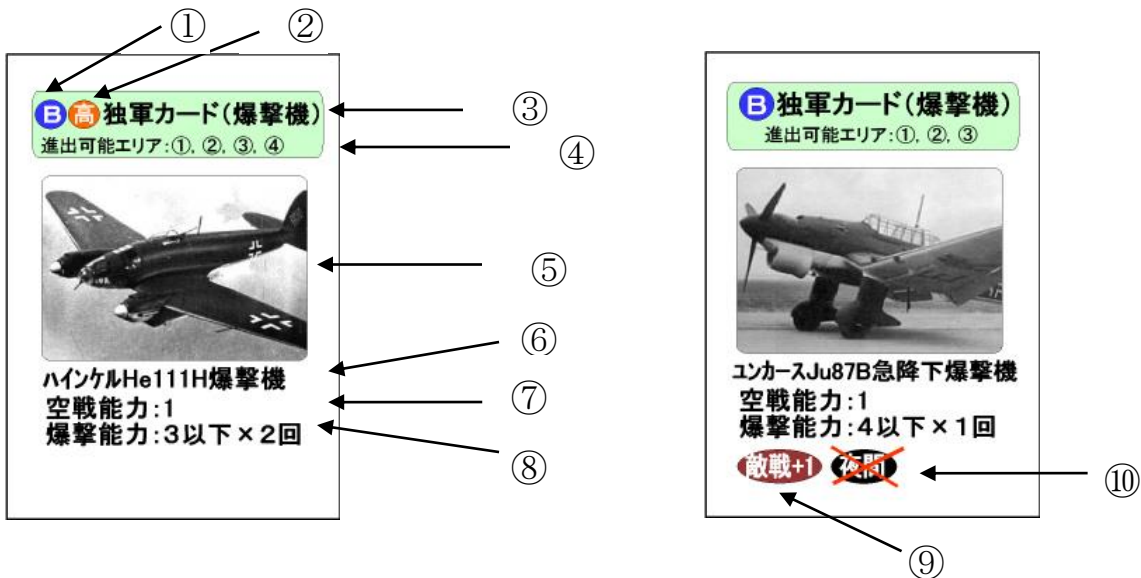 ① ②
B 高 独軍カード(爆撃機)
進出可能エリア:①, ②, ③, ④
③
④
⑤
⑥
ハインケルHe111H爆撃機
空戦能力:1
爆撃能力:3以下×2回
⑦
⑧
B 独軍カード(爆撃機)
進出可能エリア:①, ②, ③
ユンカースJu87B急降下爆撃機
空戦能力:1
爆撃能力:4以下×1回
敵戦+1 夜間
⑩
⑨